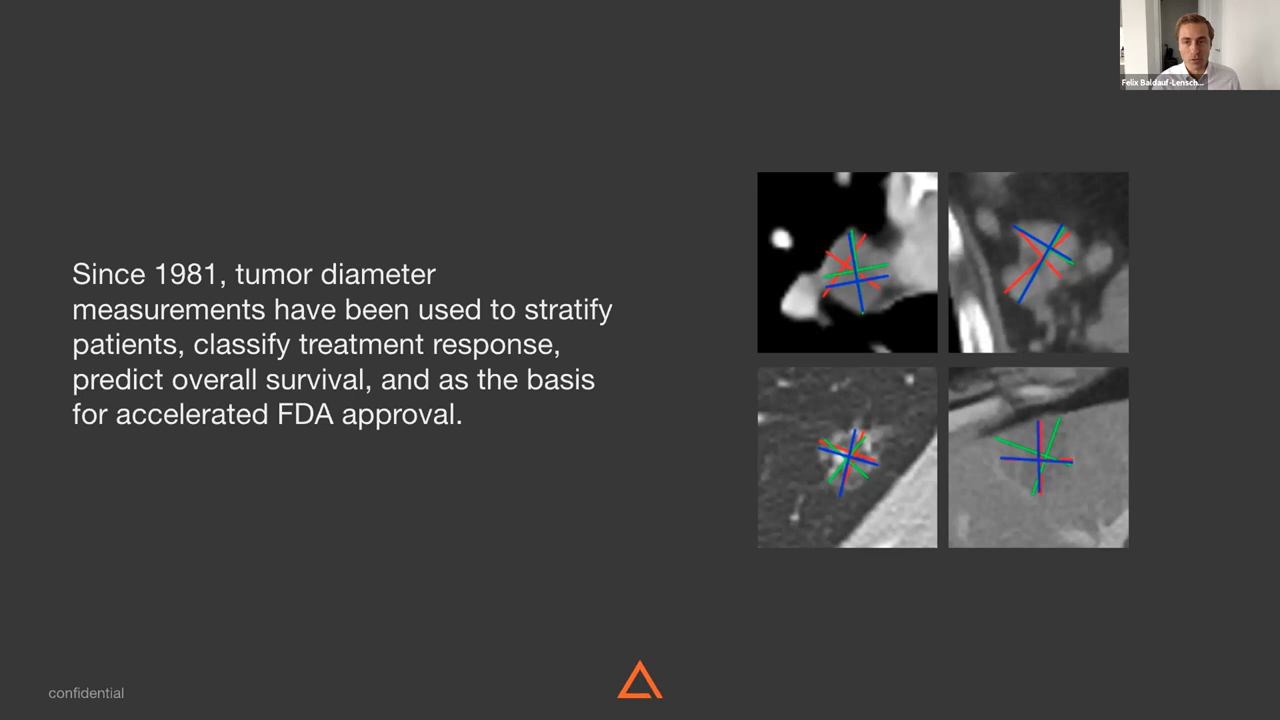 Felix Baldauf-Lensch...
Since 1981, tumor diameter
measurements have been used to stratify
patients, classify treatment response,
predict overall survival, and as the basis
for accelerated FDA approval.
confidential